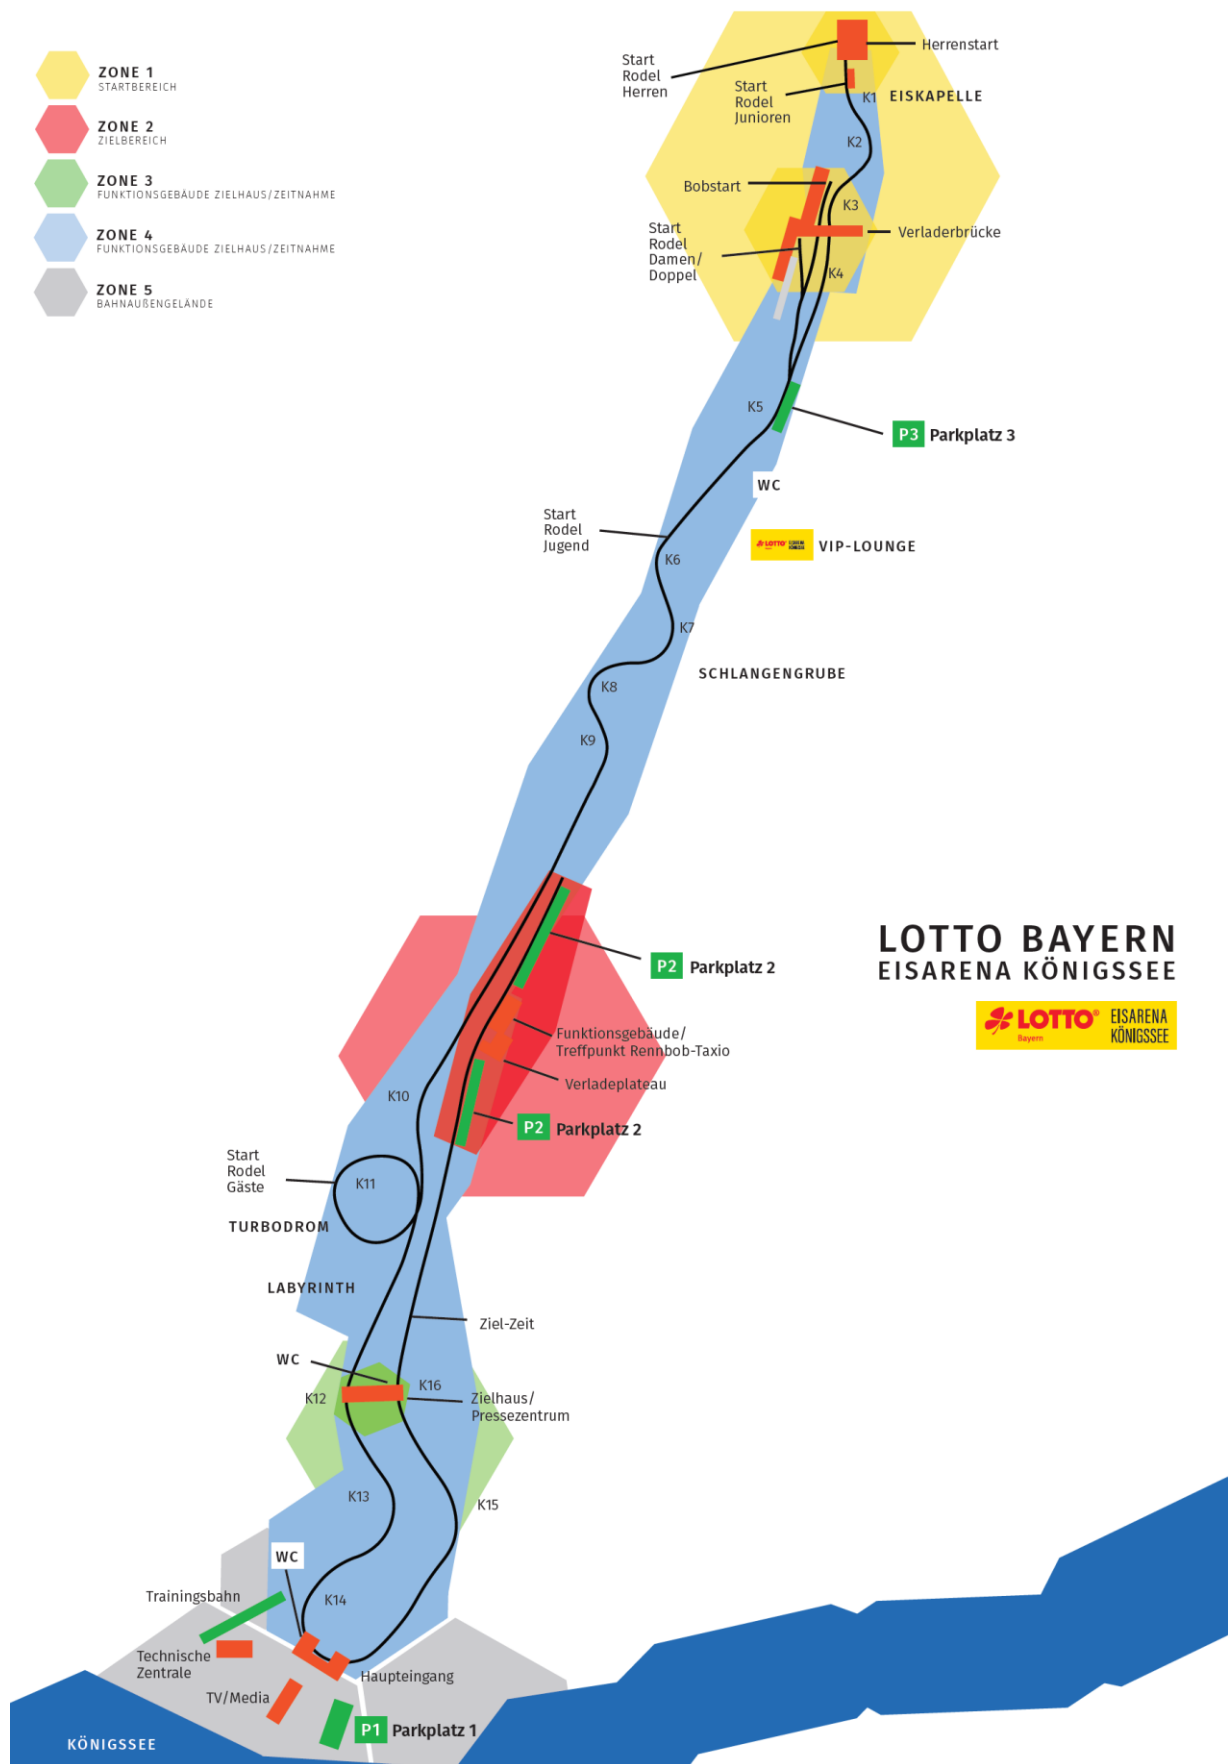 ZONE 1
STARTBEREICH
ZONE 2
ZIELBEREICH
ZONE 3
FUNKTIONSGEBÄUDE ZIELHAUS/ZEITNAHME
ZONE 4
FUNKTIONSGEBÄUDE ZIELHAUS/ZEITNAHME
ZONE 5
BAHNAUßENGELÄNDE
Start
Rodel
Herren
Herrenstart
Start
Rodel
Junioren
K1
EISKAPELLE
K2
Bobstart
K3
Start
Rodel
Damen/
Doppel
Verladerbrücke
K4
K5
P3 Parkplatz 3
WC
Start
Rodel
Jugend
LOTTO
EISARENA
KÖNIGSSEE
VIP-LOUNGE
K6
K7
SCHLANGENGRUBE
K8
K9
LOTTO BAYERN
EISARENA KÖNIGSSEE
LOTTO®
Bayern
EISARENA
KÖNIGSSEE
P2 Parkplatz 2
Funktionsgebäude/
Treffpunkt Rennbob-Taxio
Verladeplateau
K10
P2 Parkplatz 2
Start
Rodel
Gäste
K11
TURBODROM
LABYRINTH
Ziel-Zeit
WC
K12
K16
Zielhaus/
Pressezentrum
K13
K15
WC
Trainingsbahn
K14
Technische
Zentrale
Haupteingang
TV/Media
P1 Parkplatz 1
KÖNIGSSEE